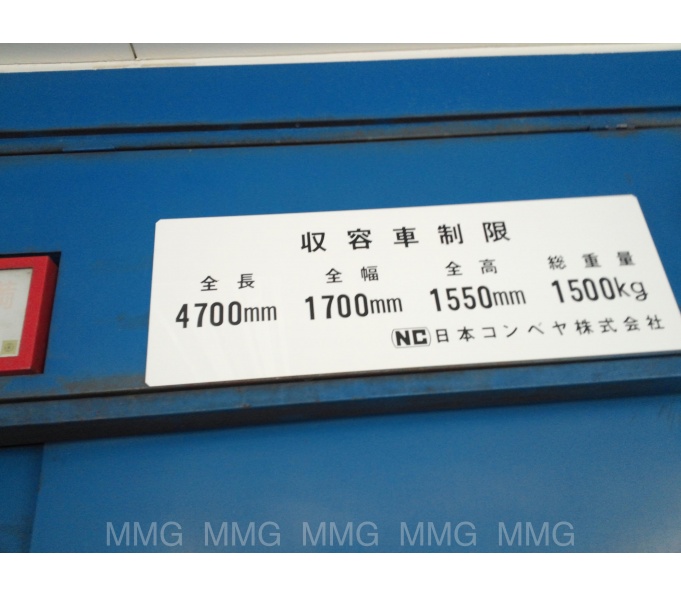 収容車制限
全長 全幅 全高 総重量
4700mm 1700mm 1550mm 1500kg
NC 日本コンベヤ株式会社
MMG MMG MMG MMG MMG